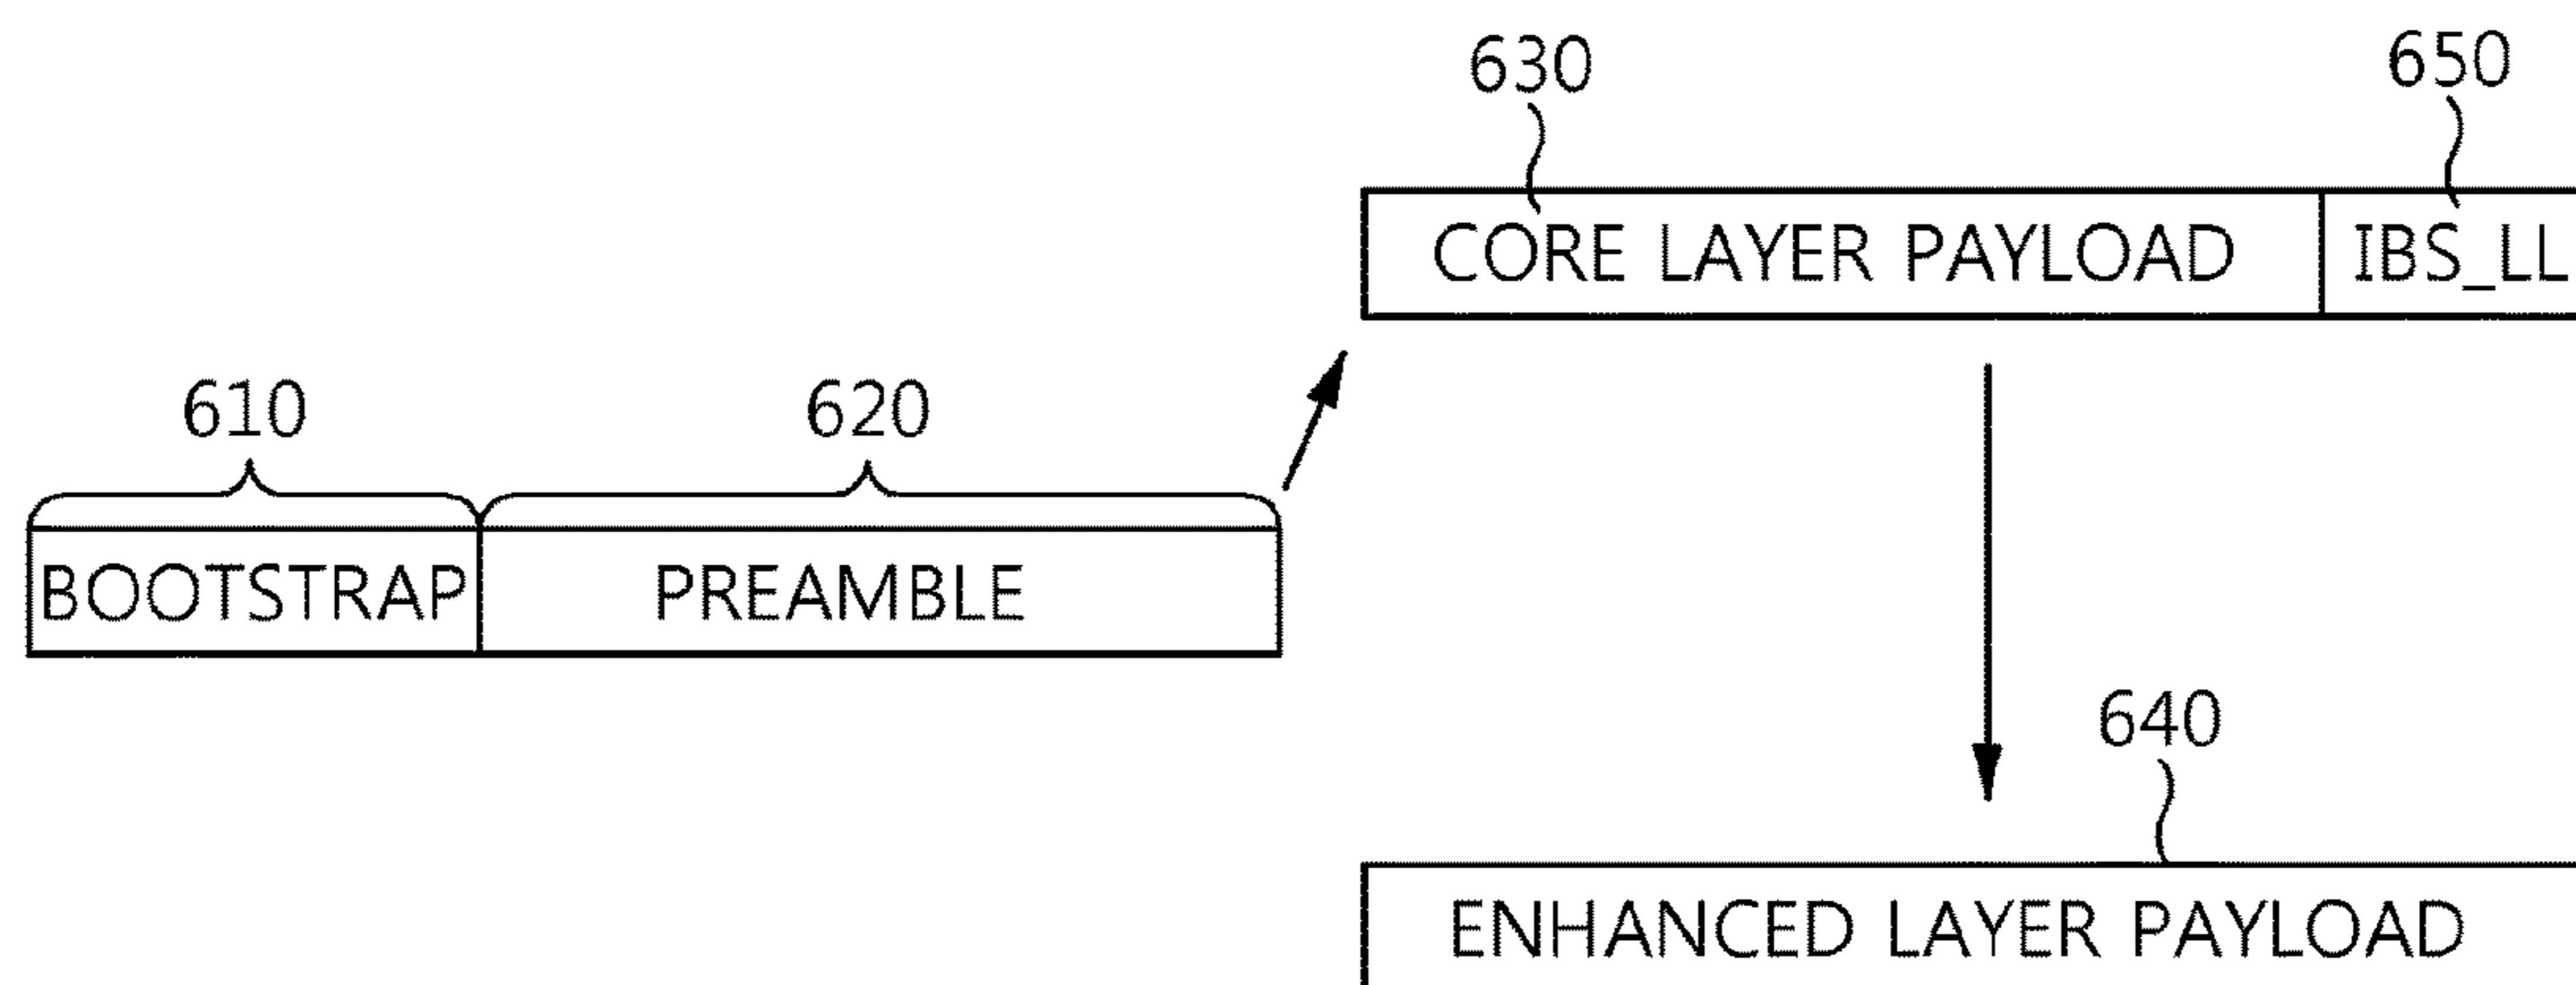 630
650
CORE LAYER PAYLOAD
IBS_LL
610
620
BOOTSTRAP
PREAMBLE
640
ENHANCED LAYER PAYLOAD